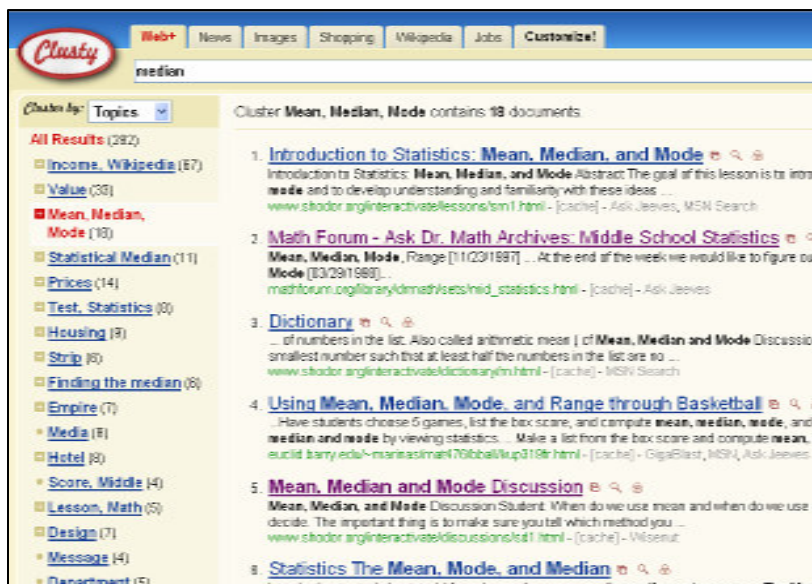 Clusty
Web+ News Images Shopping Wikipedia Jobs Customize!
median
Cluster by: Topics
All Results (282)
Income, Wikipedia (67)
Value (33)
Mean, Median,
Mode (18)
Statistical Median (11)
Prices (14)
Test, Statistics (8)
Housing (9)
Strip (6)
Finding the median (6)
Empire (7)
Media (8)
Hotel (8)
Score, Middle (4)
Lesson, Math (5)
Design (7)
Message (4)
Department (5)
Cluster Mean, Median, Mode contains 18 documents.
1. Introduction to Statistics: Mean, Median, and Mode
Introduction to Statistics: Mean, Median, and Mode Abstract The goal of this lesson is to intro
mode and to develop understanding and familiarity with these ideas ...
www.shodor.org/interactivate/lessons/sm1.html - [cache] - Ask Jeeves, MSN Search
2. Math Forum - Ask Dr. Math Archives: Middle School Statistics
Mean, Median, Mode, Range [11/23/1997] ... At the end of the week we would like to figure ou
Mode [03/29/1998]...
mathforum.org/library/drmath/sets/mid_statistics.html - [cache] - Ask Jeeves
3. Dictionary
... of numbers in the list. Also called arithmetic mean | cf Mean, Median and Mode Discussio
smallest number such that at least half the numbers in the list are no ...
www.shodor.org/interactivate/dictionary/m.html - [cache] - MSN Search
4. Using Mean, Median, Mode, and Range through Basketball
...Have students choose 5 games, list the box score, and compute mean, median, mode, and
median and mode by viewing statistics. ... Make a list from the box score and compute mean,
euclid.barry.edu/~marinas/mat476/bball/kup319fr.html - [cache] - GigaBlast, MSN, Ask Jeeves
5. Mean, Median and Mode Discussion
Mean, Median, and Mode Discussion Student: When do we use mean and when do we use
decide. The important thing is to make sure you tell which method you ...
www.shodor.org/interactivate/discussions/sd1.html - [cache] - Wisenut
6. Statistics The Mean, Mode, and Median